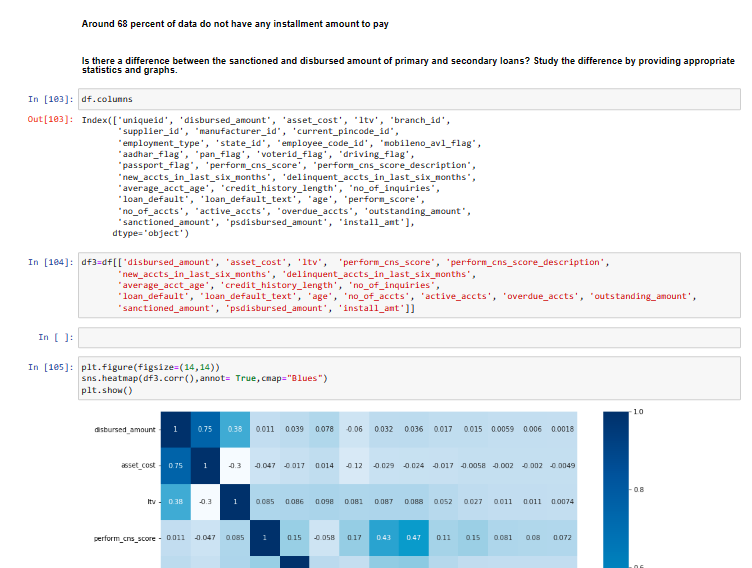 Around 68 percent of data do not have any installment amount to pay
Is there a difference between the sanctioned and disbursed amount of primary and secondary loans? Study the difference by providing appropriate
statistics and graphs.
In [103]: df.columns
Out[103]: Index(['uniqueid', 'disbursed_amount', 'asset_cost', 'ltv', 'branch_id',
'supplier_id', 'manufacturer_id', 'current_pincode_id',
'employment_type', 'state_id', 'employee_code_id', 'mobileno_avl_flag',
'aadhar_flag', 'pan_flag', 'voterid_flag', 'driving_flag',
'passport_flag', 'perform_cns_score', 'perform_cns_score_description',
'new_accts_in_last_six_months', 'delinquent_accts_in_last_six_months',
'average_acct_age', 'credit_history_length', 'no_of_inquiries',
'loan_default', 'loan_default_text', 'age', 'perform_score',
'no_of_accts', 'active_accts', 'overdue_accts', 'outstanding_amount',
'sanctioned_amount', 'psdisbursed_amount', 'install_amt'],
dtype='object')
In [104]: df3=df[['disbursed_amount', 'asset_cost', 'ltv', 'perform_cns_score', 'perform_cns_score_description',
'new_accts_in_last_six_months', 'delinquent_accts_in_last_six_months',
'average_acct_age', 'credit_history_length', 'no_of_inquiries',
'loan_default', 'loan_default_text', 'age', 'no_of_accts', 'active_accts', 'overdue_accts', 'outstanding_amount',
'sanctioned_amount', 'psdisbursed_amount', 'install_amt']]
In [ ]:
In [105]: plt.figure(figsize=(14,14))
sns.heatmap(df3.corr(),annot= True,cmap="Blues")
plt.show()
1.0
disbursed_amount 1 0.75 0.38 0.011 0.039 0.078 -0.06 0.032 0.036 0.017 0.015 0.0059 0.006 0.0018
asset_cost 0.75 1 -0.3 -0.047 -0.017 0.014 -0.12 -0.029 -0.024 -0.017 -0.0058 -0.002 -0.002 -0.0049
0.8
ltv 0.38 -0.3 1 0.085 0.086 0.098 0.081 0.087 0.088 0.052 0.027 0.011 0.011 0.0074
perform_cns_score 0.011 -0.047 0.085 1 0.15 -0.058 0.17 0.43 0.47 0.11 0.15 0.081 0.08 0.072
0.6